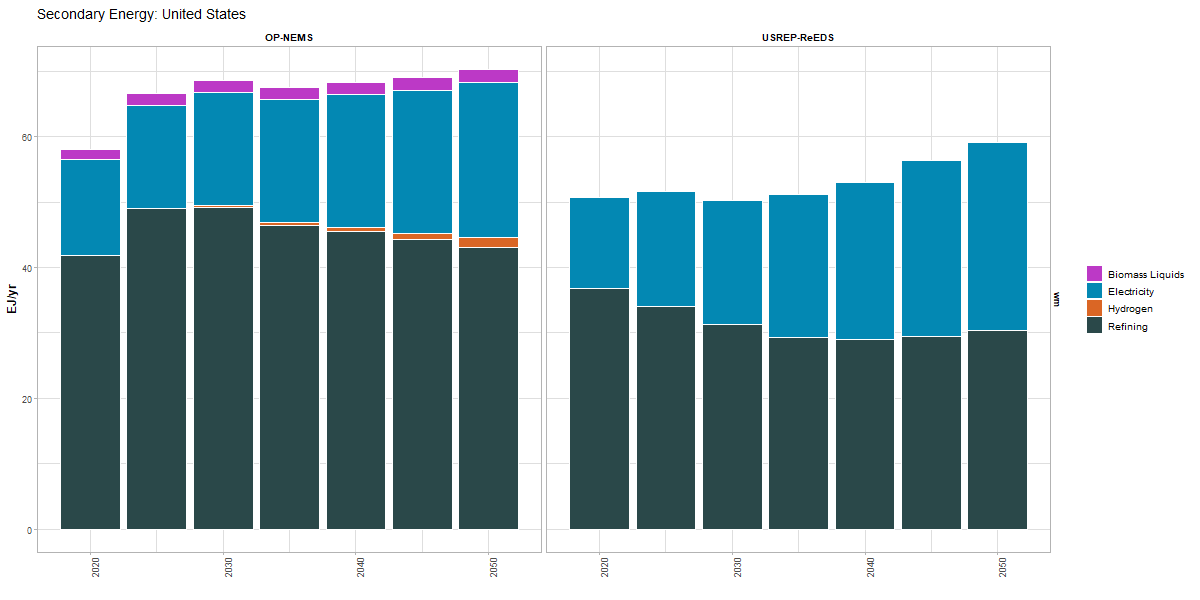 Secondary Energy: United States
OP-NEMS
USREP-ReEDS
EJ/yr
60
40
20
0
2020
2030
2040
2050
2020
2030
2040
2050
wm
Biomass Liquids
Electricity
Hydrogen
Refining